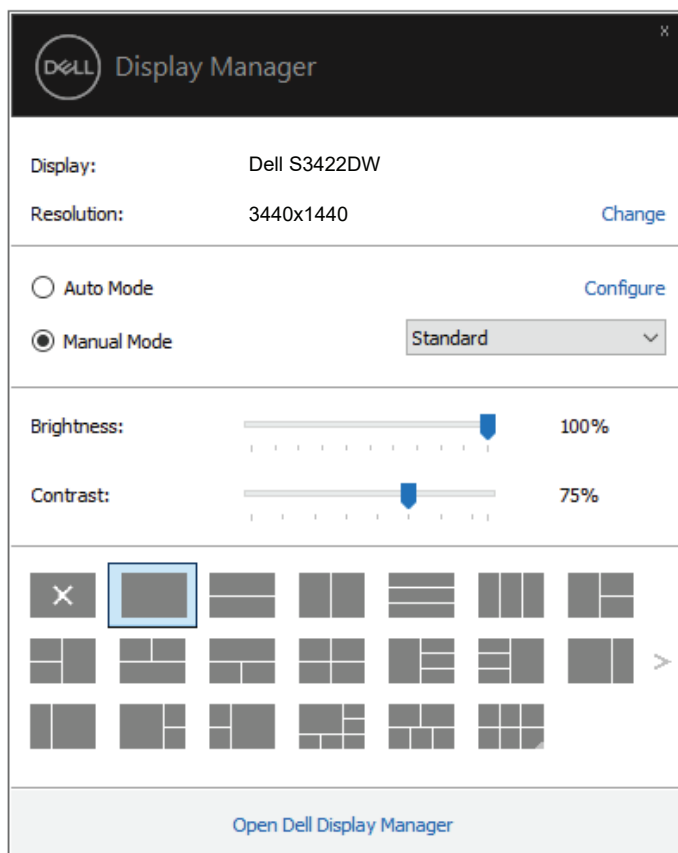 x
DELL Display Manager
Display: Dell S3422DW
Resolution: 3440x1440 Change
Auto Mode Configure
Manual Mode Standard
Brightness: 100%
Contrast: 75%
Open Dell Display Manager